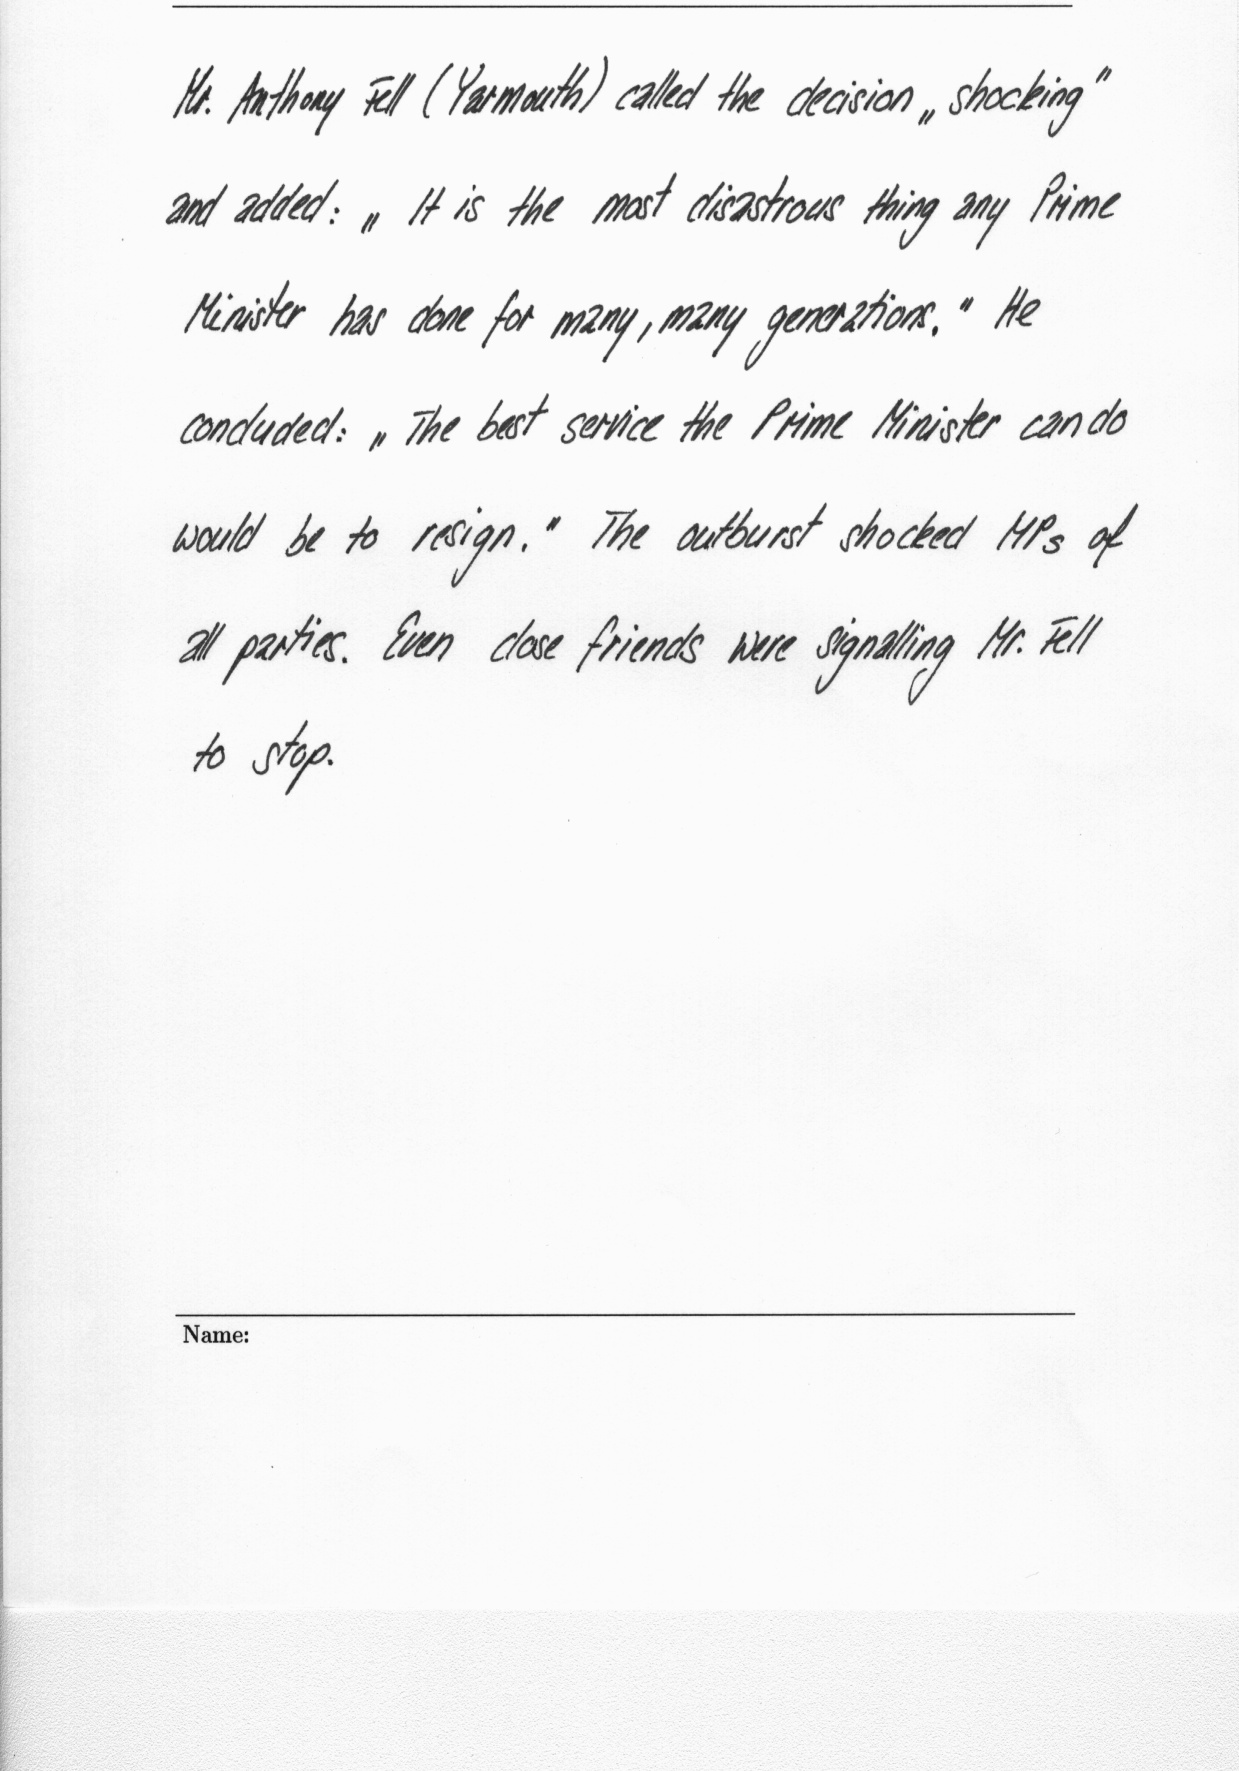 Mr. Anthony Fell (Yarmouth) called the decision „shocking"
and added: „ It is the most disastrous thing any Prime
Minister has done for many, many generations." He
concluded: „The best service the Prime Minister can do
would be to resign." The outburst shocked MPs of
all parties. Even close friends were signalling Mr. Fell
to stop.
Name: